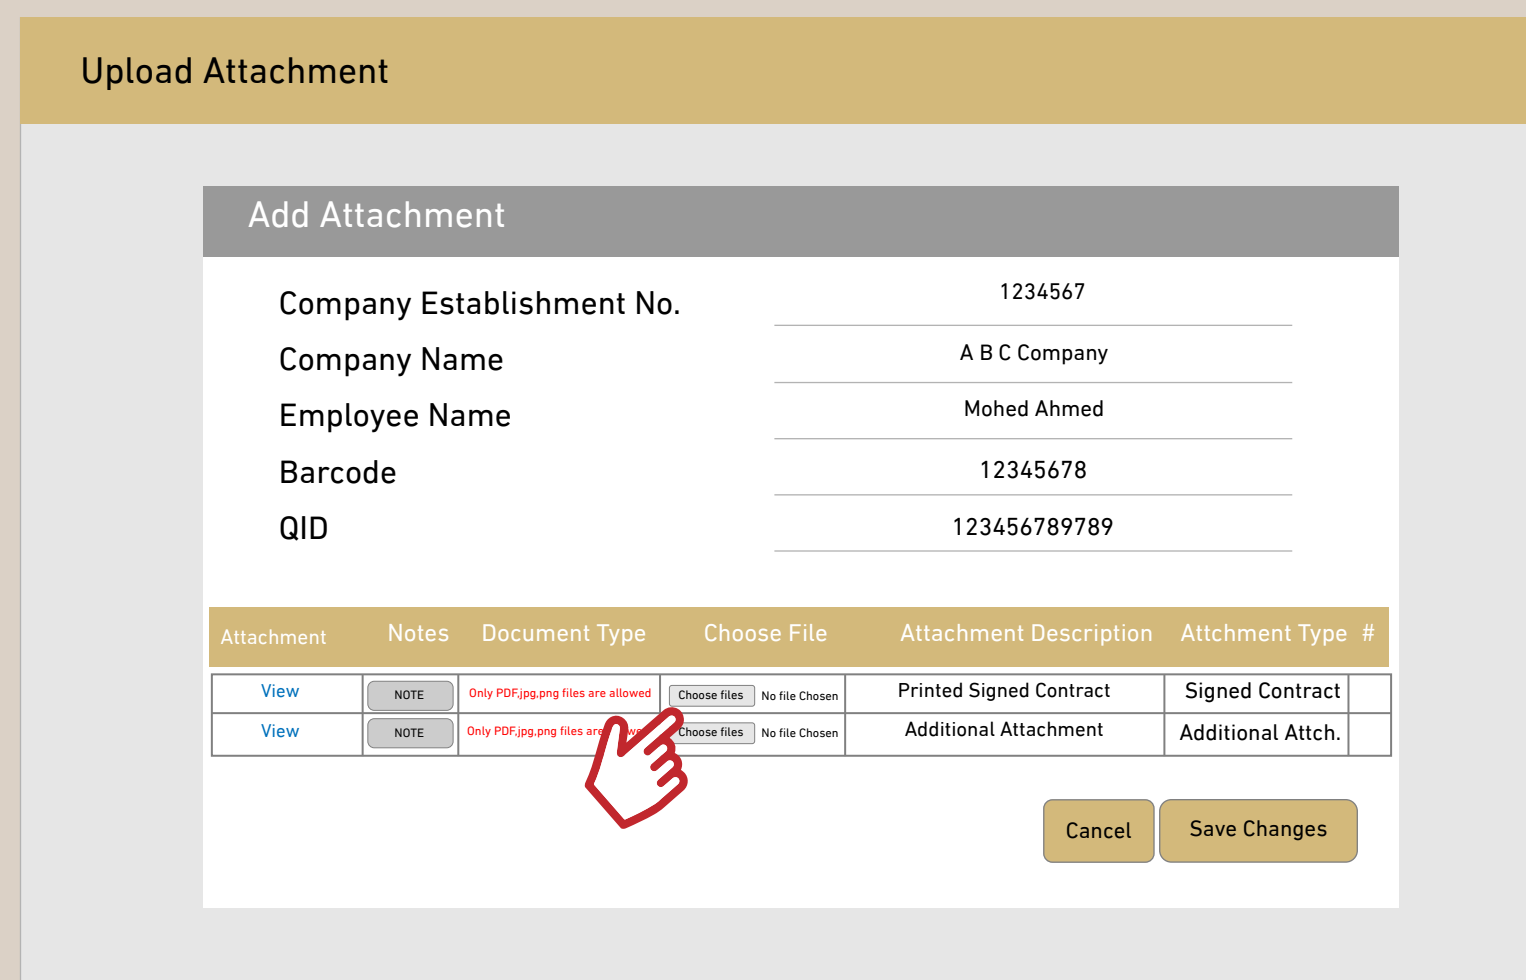 Upload Attachment
Add Attachment
Company Establishment No. 1234567
Company Name A B C Company
Employee Name Mohed Ahmed
Barcode 12345678
QID 123456789789
Attachment Notes Document Type Choose File Attachment Description Attchment Type #
View NOTE Only PDF,jpg,png files are allowed Choose files No file Chosen Printed Signed Contract Signed Contract
View NOTE Only PDF,jpg,png files are Choose files No file Chosen Additional Attachment Additional Attch.
Cancel Save Changes